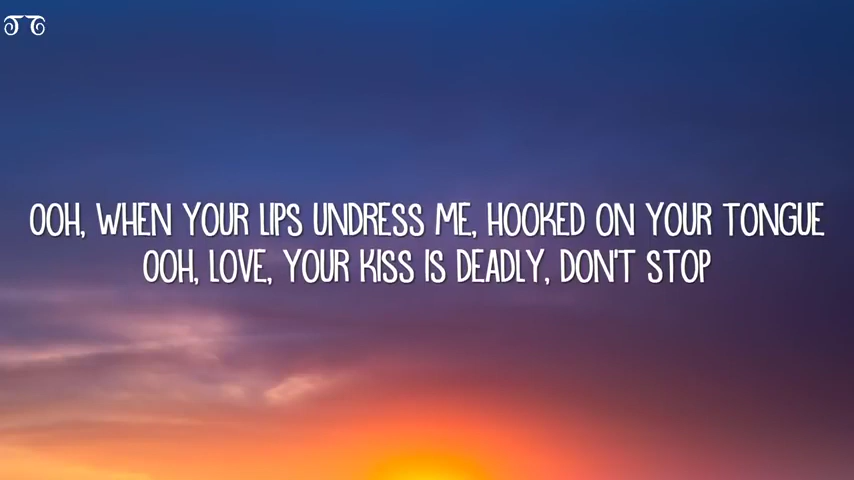 OOH, WHEN YOUR LIPS UNDRESS ME, HOOKED ON YOUR TONGUE
OOH, LOVE, YOUR KISS IS DEADLY, DON'T STOP